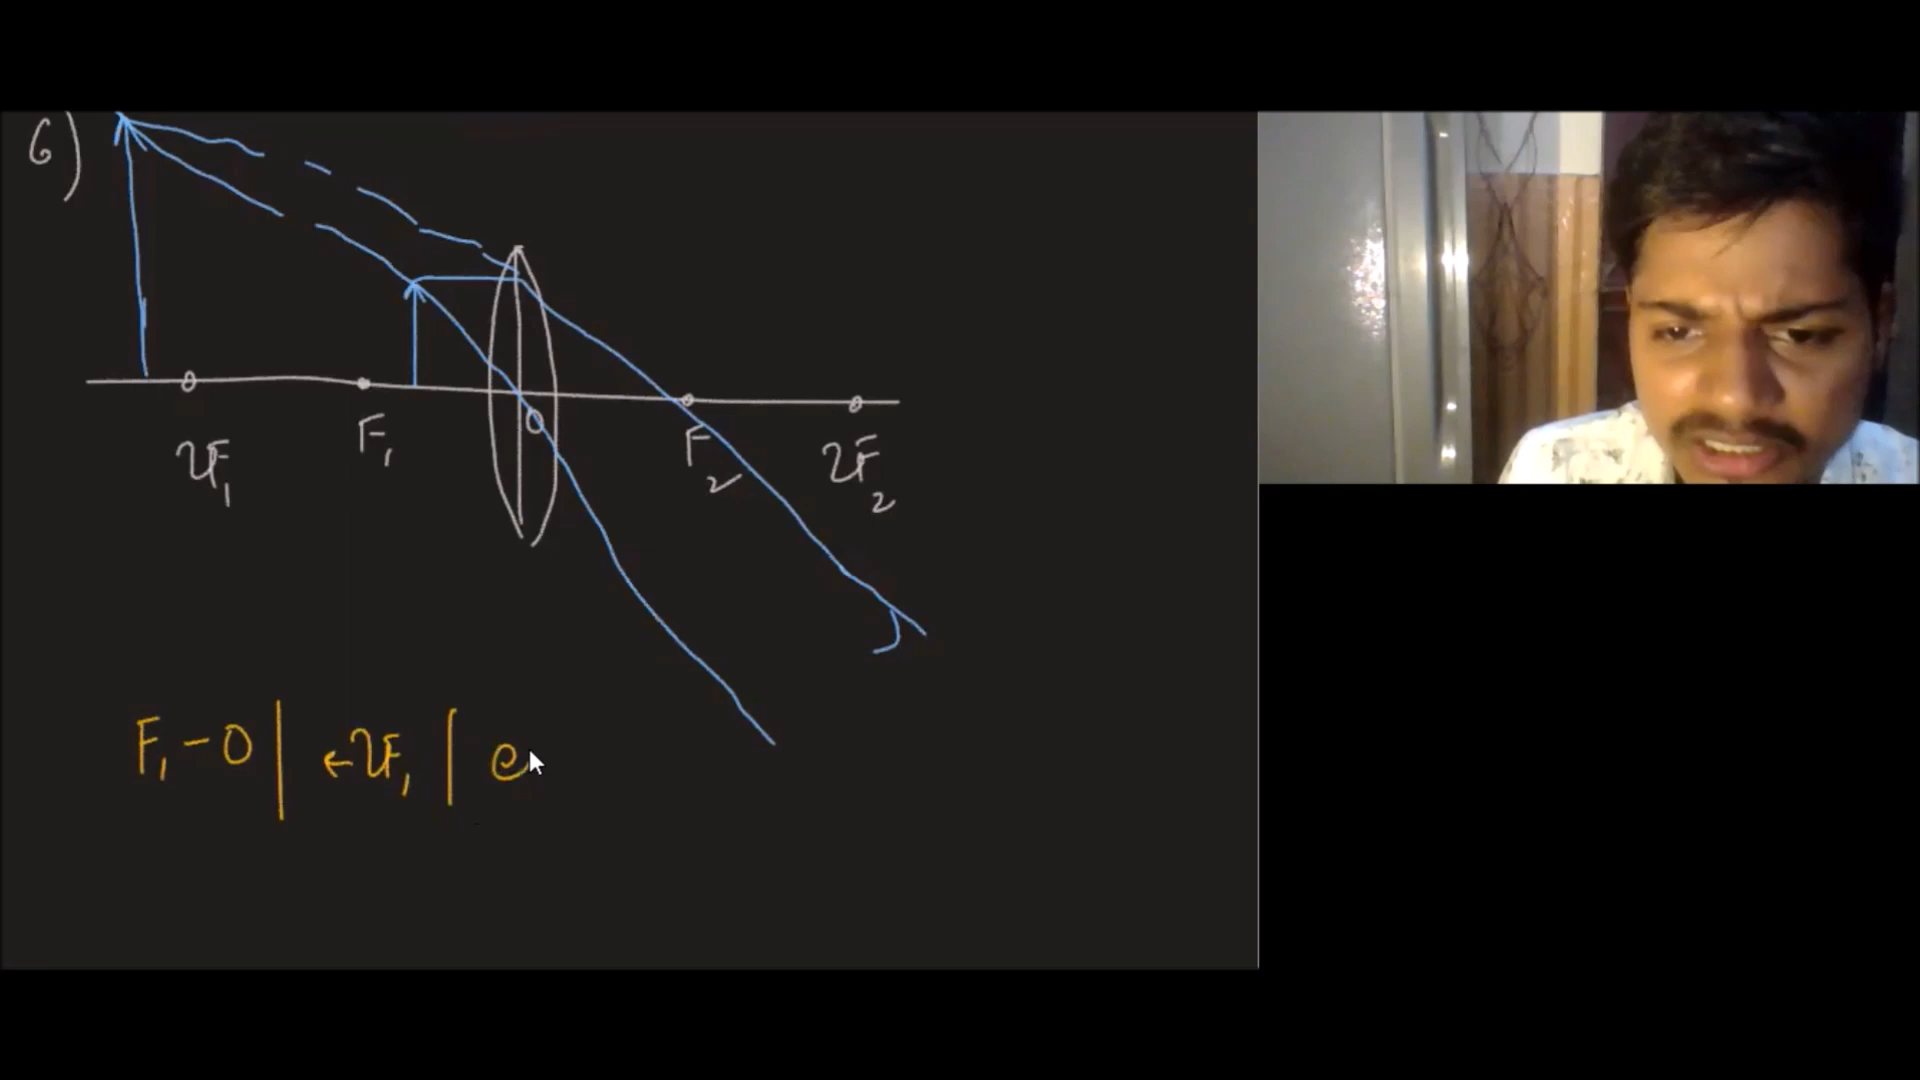 6)
2F₁ F₁ O F₂ 2F₂
F₁ - O | ←2F₁ | e